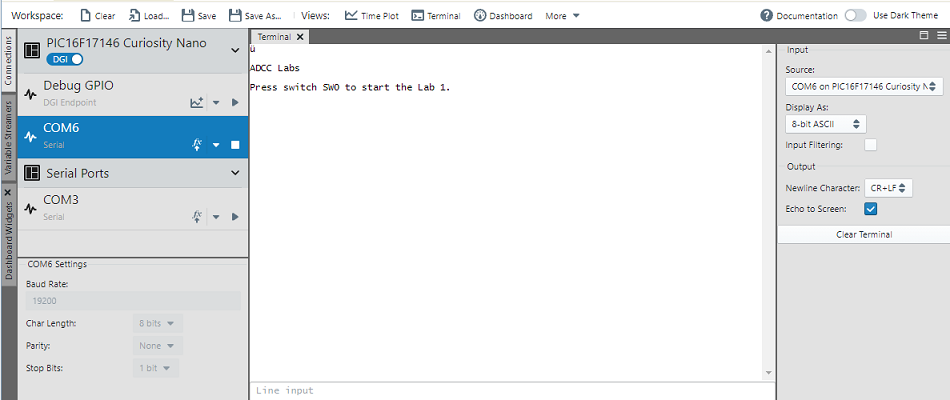 Workspace: Clear Load... Save Save As... Views: Time Plot Terminal Dashboard More Documentation Use Dark Theme
Connections
Variable Streamers
Dashboard Widgets
PIC16F17146 Curiosity Nano
DGI
Debug GPIO
DGI Endpoint
COM6
Serial
Serial Ports
COM3
Serial
COM6 Settings
Baud Rate:
19200
Char Length: 8 bits
Parity: None
Stop Bits: 1 bit
Terminal
ü
ADCC Labs
Press switch SW0 to start the Lab 1.
Line input
Input
Source:
COM6 on PIC16F17146 Curiosity N
Display As:
8-bit ASCII
Input Filtering:
Output
Newline Character: CR+LF
Echo to Screen:
Clear Terminal